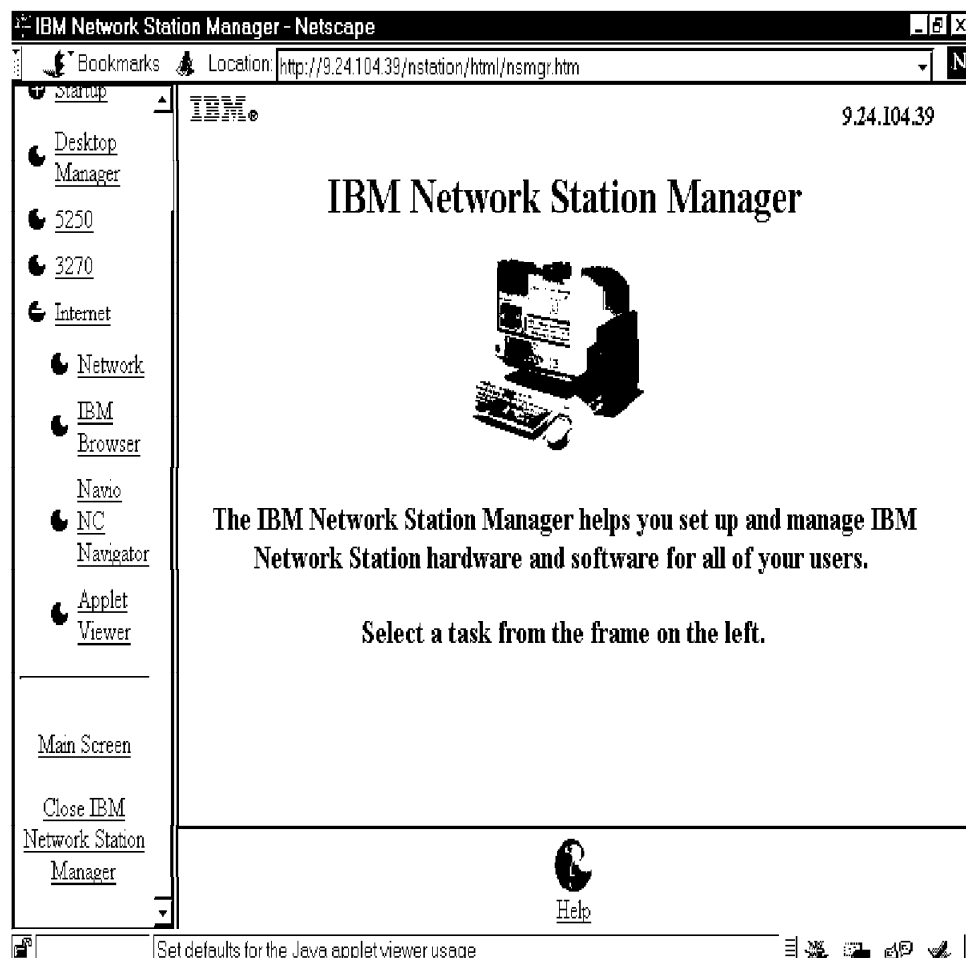 IBM Network Station Manager - Netscape
Bookmarks Location: http://9.24.104.39/nstation/html/nsmgr.htm N
Startup
Desktop
Manager
5250
3270
Internet
Network
IBM
Browser
Navio
NC
Navigator
Applet
Viewer
Main Screen
Close IBM
Network Station
Manager
IBM®
9.24.104.39
IBM Network Station Manager
The IBM Network Station Manager helps you set up and manage IBM
Network Station hardware and software for all of your users.
Select a task from the frame on the left.
Help
Set defaults for the Java applet viewer usage